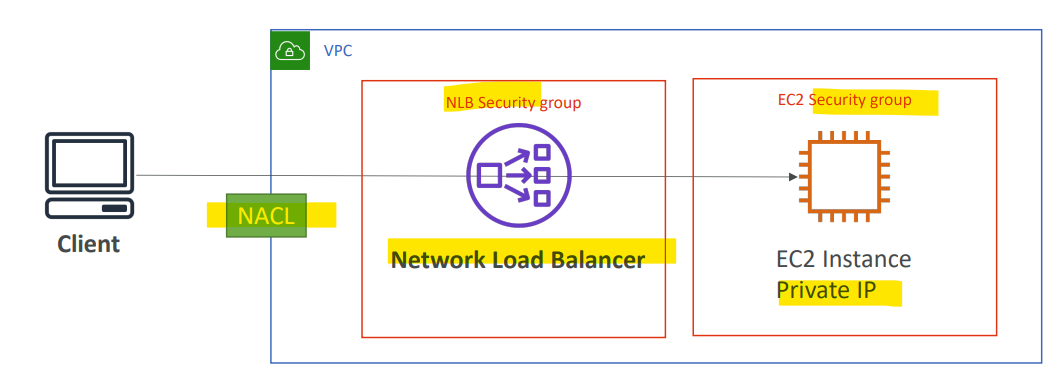 VPC
NLB Security group
EC2 Security group
NACL
Client
Network Load Balancer
EC2 Instance
Private IP